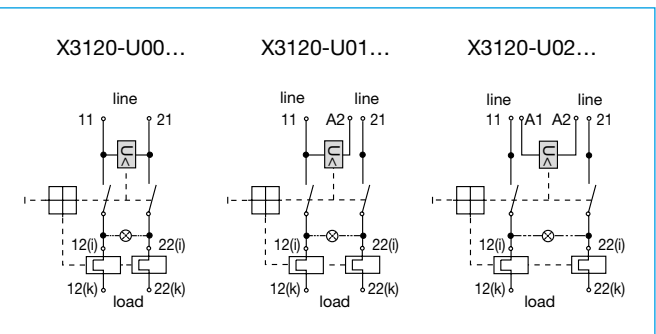 X3120-U00... X3120-U01... X3120-U02...
line line line line line
11 21 11 A2 21 11 A1 A2 21
U< U< U<
12(i) 22(i) 12(i) 22(i) 12(i) 22(i)
12(k) 22(k) 12(k) 22(k) 12(k) 22(k)
load load load